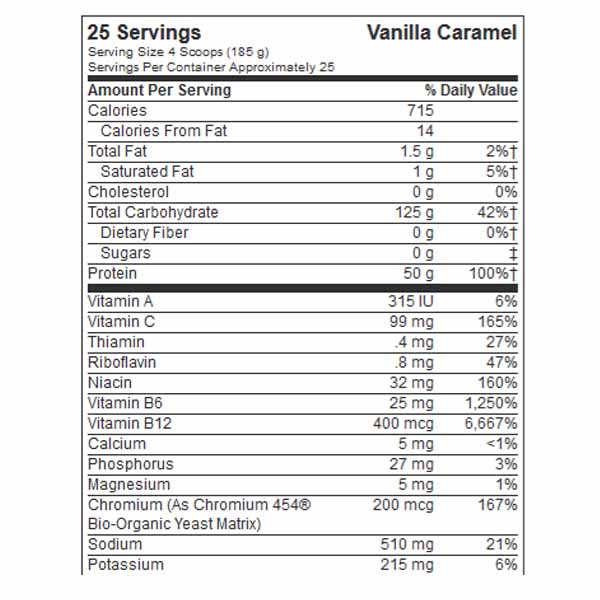 25 Servings Vanilla Caramel
Serving Size 4 Scoops (185 g)
Servings Per Container Approximately 25
Amount Per Serving % Daily Value
Calories 715
Calories From Fat 14
Total Fat 1.5 g 2%†
Saturated Fat 1 g 5%†
Cholesterol 0 g 0%
Total Carbohydrate 125 g 42%†
Dietary Fiber 0 g 0%†
Sugars 0 g ‡
Protein 50 g 100%†
Vitamin A 315 IU 6%
Vitamin C 99 mg 165%
Thiamin .4 mg 27%
Riboflavin .8 mg 47%
Niacin 32 mg 160%
Vitamin B6 25 mg 1,250%
Vitamin B12 400 mcg 6,667%
Calcium 5 mg <1%
Phosphorus 27 mg 3%
Magnesium 5 mg 1%
Chromium (As Chromium 454® 200 mcg 167%
Bio-Organic Yeast Matrix)
Sodium 510 mg 21%
Potassium 215 mg 6%